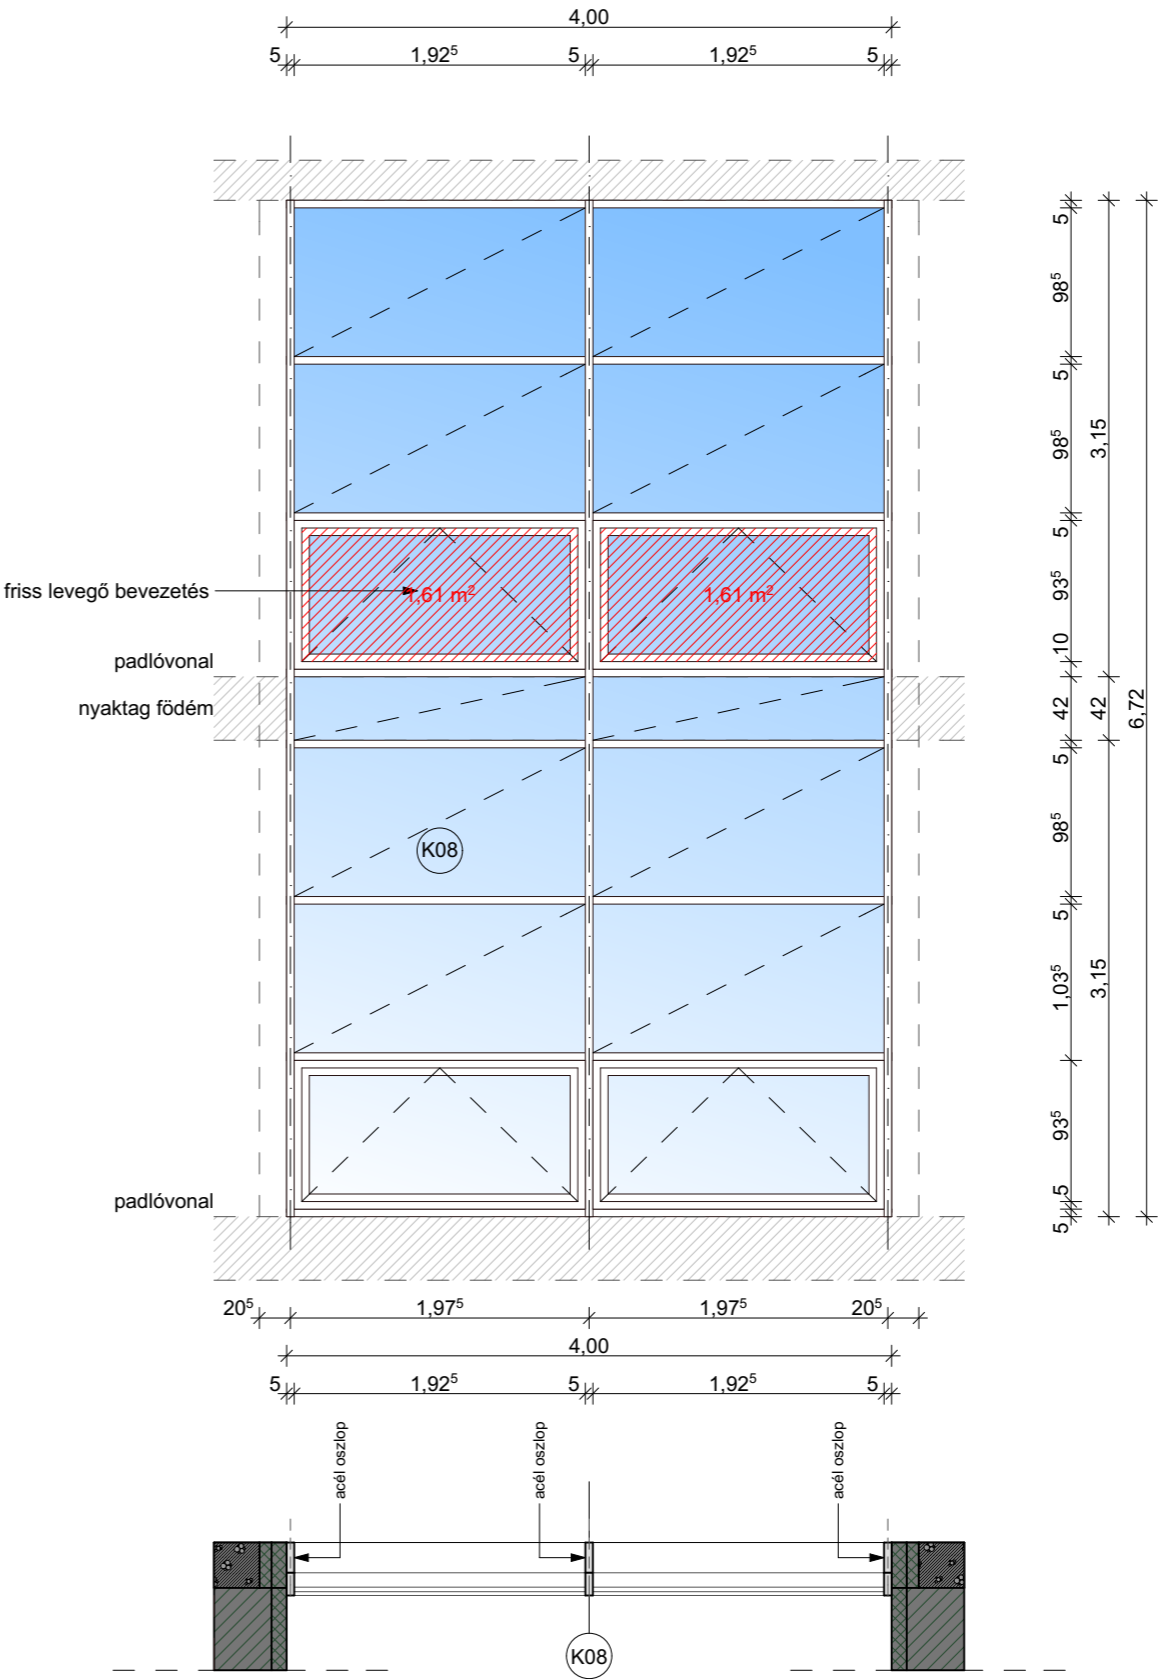 4,00
5 1,92⁵ 5 1,92⁵ 5
5
98⁵
5
98⁵
3,15
5
friss levegő bevezetés
1,61 m²
1,61 m²
93⁵
padlóvonal
10
nyaktag födém
42
42
6,72
5
K08
98⁵
5
1,03⁵
3,15
93⁵
padlóvonal
5
5
20⁵ 1,97⁵ 1,97⁵ 20⁵
4,00
5 1,92⁵ 5 1,92⁵ 5
acél oszlop
acél oszlop
acél oszlop
K08